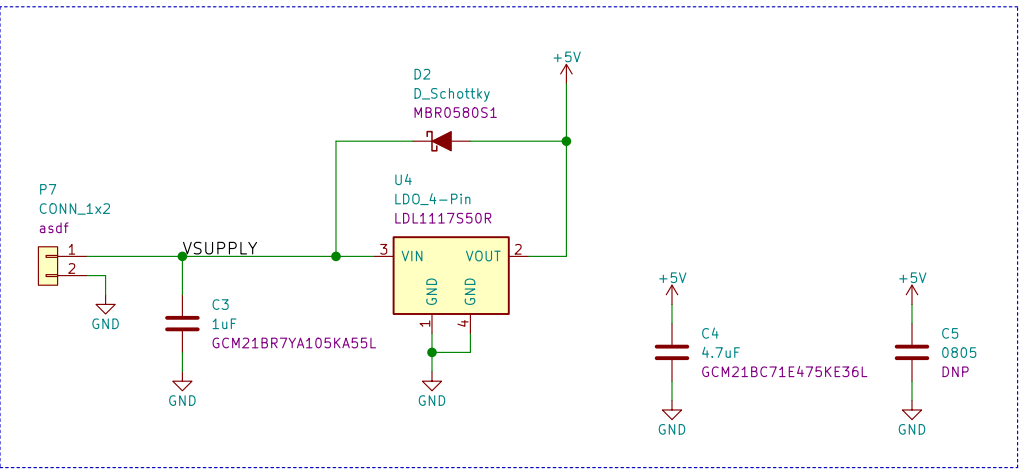 +5V
D2
D_Schottky
MBR0580S1
U4
LDO_4-Pin
LDL1117S50R
P7
CONN_1x2
asdf
1
2
VSUPPLY
3
VIN
VOUT
2
GND
GND
1
4
GND
C3
1uF
GCM21BR7YA105KA55L
GND
GND
+5V
C4
4.7uF
GCM21BC71E475KE36L
GND
+5V
C5
0805
DNP
GND